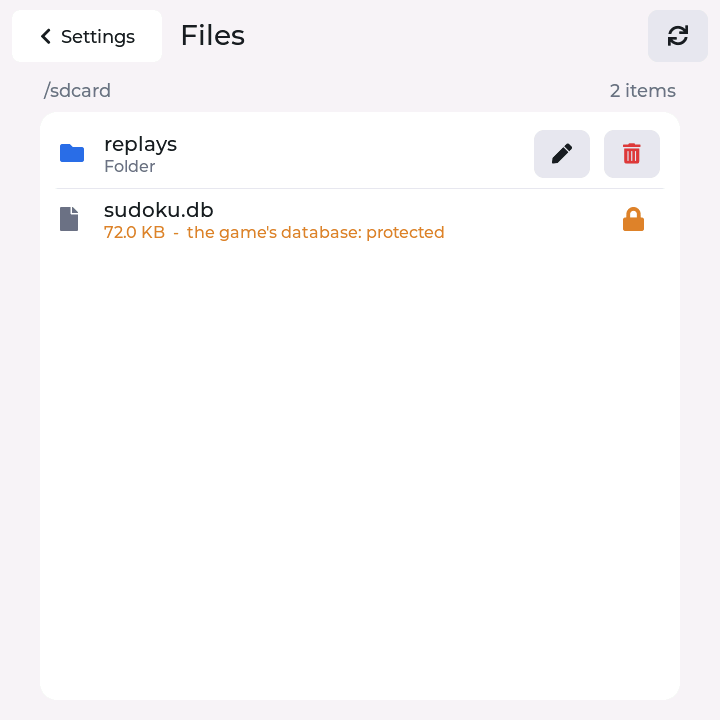 Settings
Files
/sdcard
2 items
replays
Folder
sudoku.db
72.0 KB - the game's database: protected